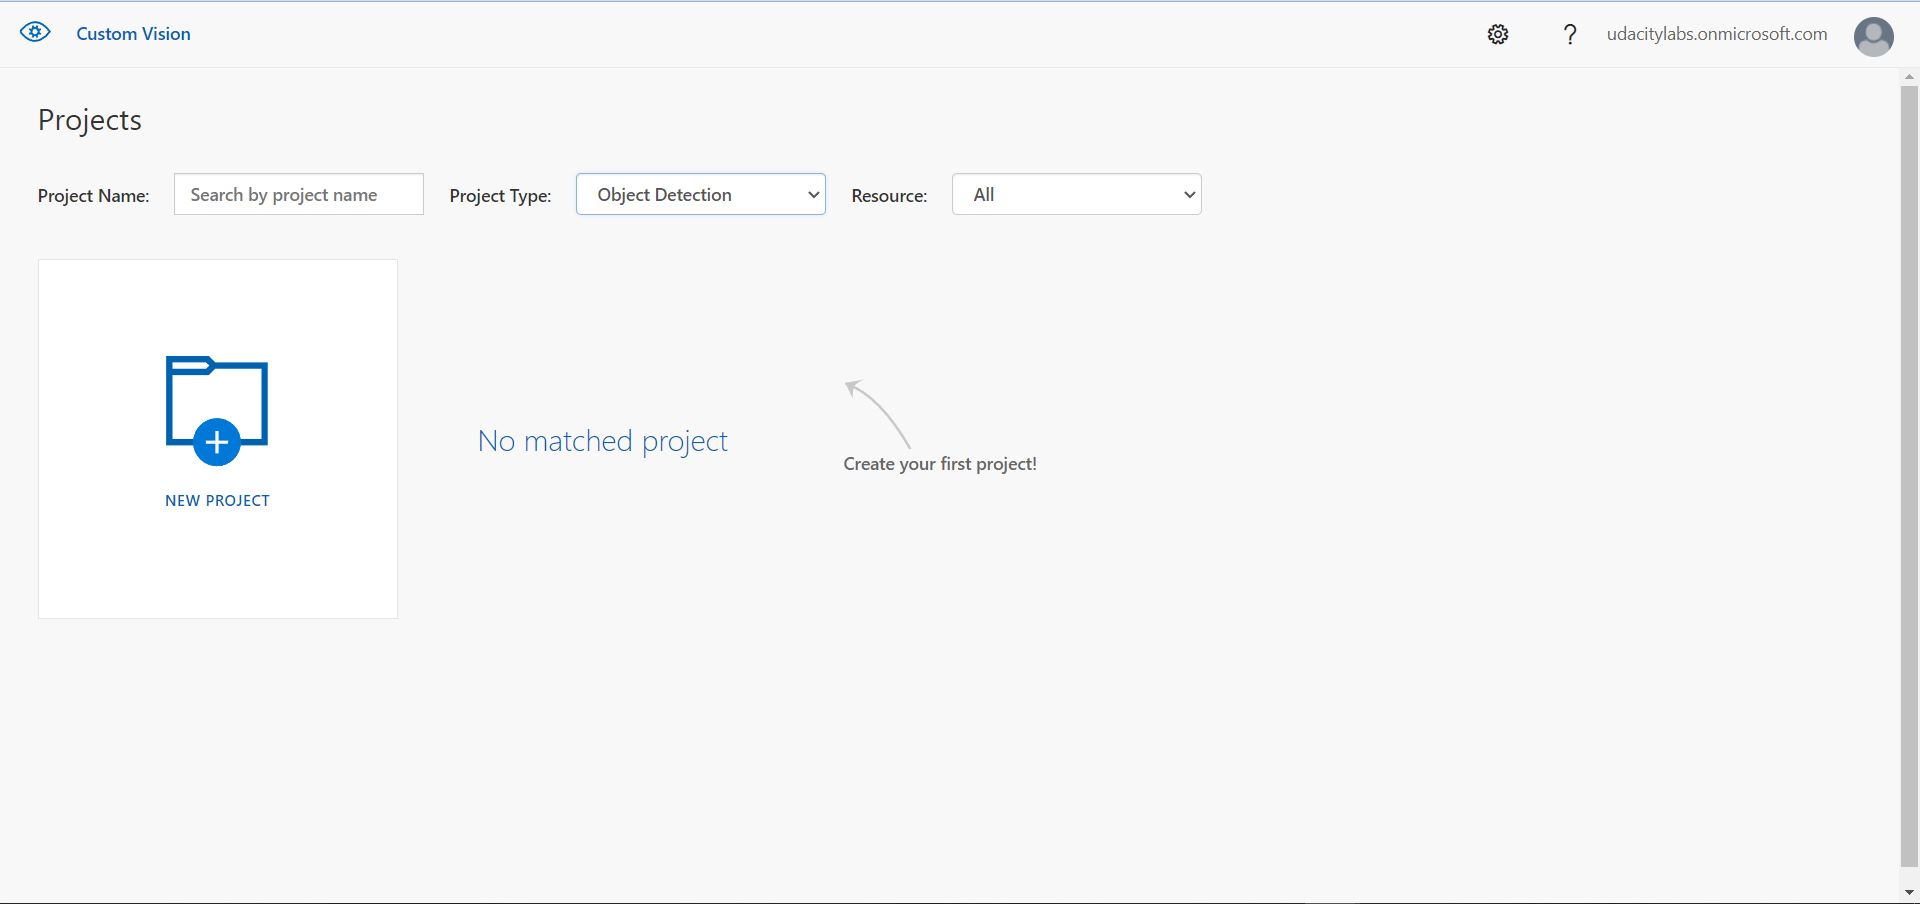 Custom Vision
? udacitylabs.onmicrosoft.com
Projects
Project Name: Search by project name Project Type: Object Detection Resource: All
No matched project
Create your first project!
NEW PROJECT